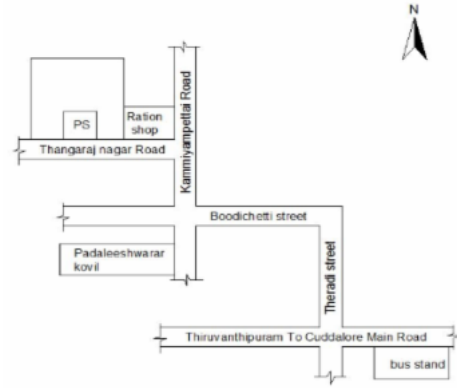 N
PS
Ration
shop
Kammiyampettai Road
Thangaraj nagar Road
Boodichetti street
Padaleeshwarar
kovil
Theradi street
Thiruvanthipuram To Cuddalore Main Road
bus stand